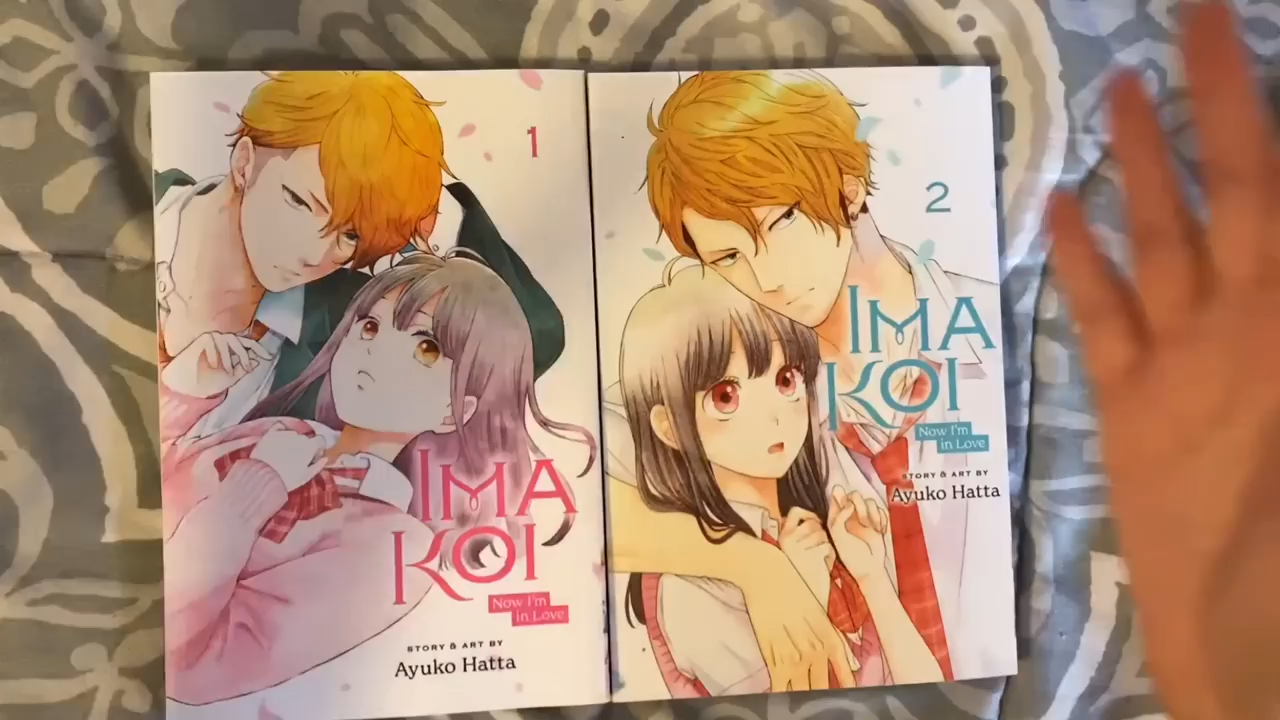 1
IMA
KOI
Now I'm
in Love
STORY & ART BY
Ayuko Hatta
2
IMA
KOI
Now I'm
in Love
STORY & ART BY
Ayuko Hatta